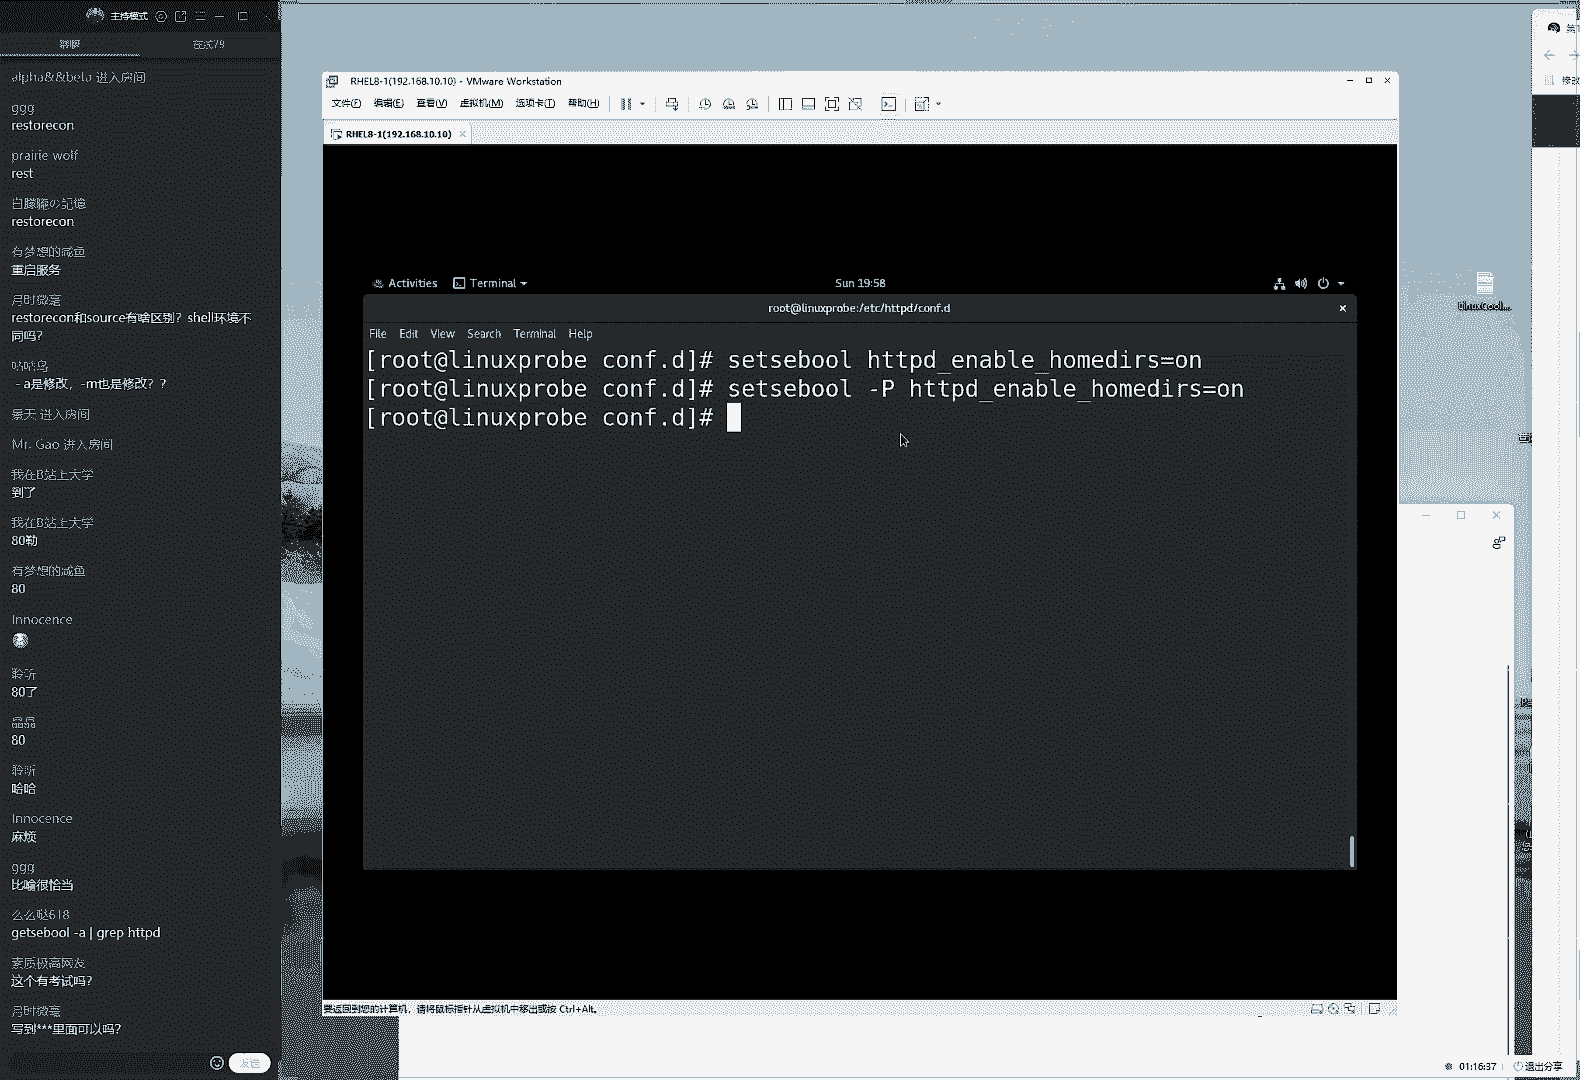 主持模式
聊天
在线79
alpha&&beta 进入房间
ggg
restorecon
prairie wolf
rest
白朦朧の記憶
restorecon
有梦想的咸鱼
重启服务
月时微毫
restorecon和source有啥区别？shell环境不
同吗？
咕咕鸟
－a是修改，-m也是修改？？
景天 进入房间
Mr. Gao 进入房间
我在B站上大学
到了
我在B站上大学
80勒
有梦想的咸鱼
80
Innocence
聆听
80了
晶晶
80
聆听
哈哈
Innocence
麻烦
ggg
比喻很恰当
么么哒618
getsebool -a | grep httpd
素质极高网友
这个有考试吗？
月时微毫
写到***里面可以吗？
发送
RHEL8-1(192.168.10.10) - VMware Workstation
文件(F) 编辑(E) 查看(V) 虚拟机(M) 选项卡(T) 帮助(H)
RHEL8-1(192.168.10.10)
Activities Terminal Sun 19:58
root@linuxprobe:/etc/httpd/conf.d
File Edit View Search Terminal Help
[root@linuxprobe conf.d]# setsebool httpd_enable_homedirs=on
[root@linuxprobe conf.d]# setsebool -P httpd_enable_homedirs=on
[root@linuxprobe conf.d]#
要返回到您的计算机，请将鼠标指针从虚拟机中移出或按 Ctrl+Alt。
LinuxCool...
修改
01:16:37
退出分享